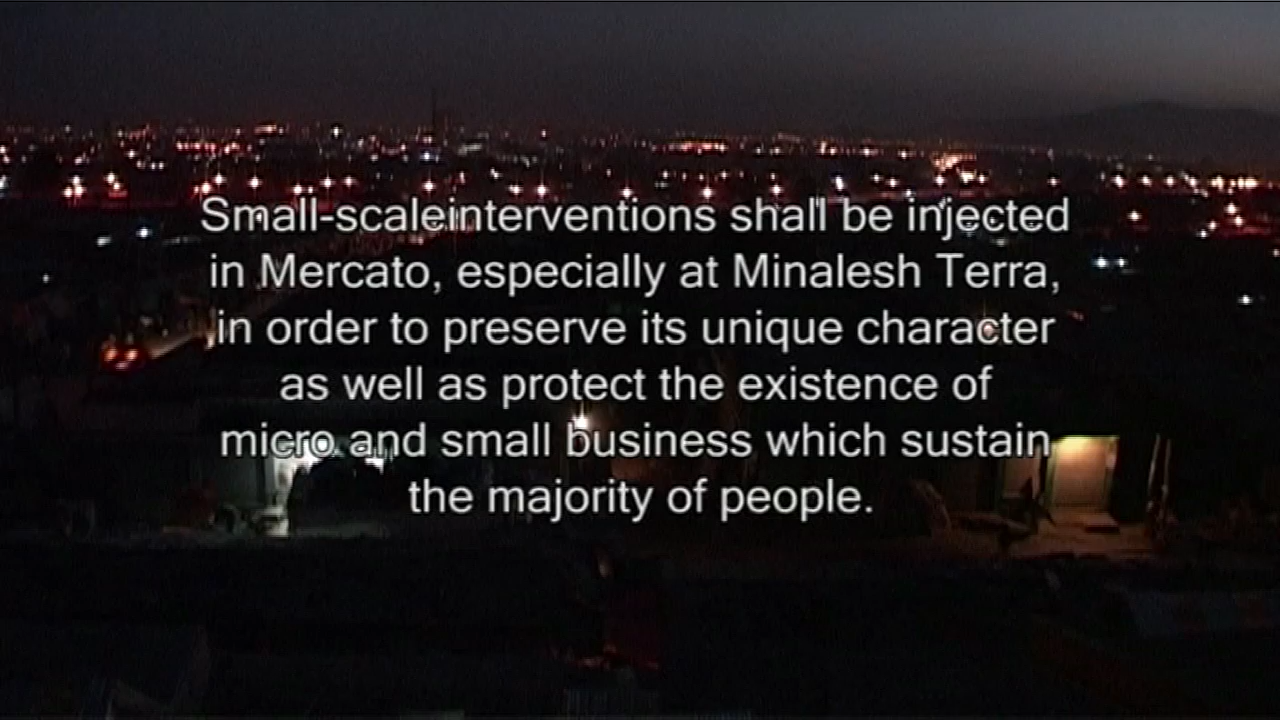 Small-scaleinterventions shall be injected
in Mercato, especially at Minalesh Terra,
in order to preserve its unique character
as well as protect the existence of
micro and small business which sustain
the majority of people.